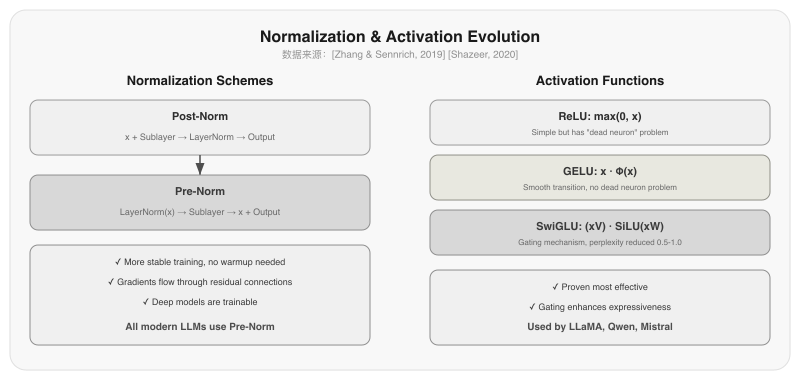 Normalization & Activation Evolution
数据来源：[Zhang & Sennrich, 2019] [Shazeer, 2020]
Normalization Schemes
Post-Norm
x + Sublayer → LayerNorm → Output
Pre-Norm
LayerNorm(x) → Sublayer → x + Output
✓ More stable training, no warmup needed
✓ Gradients flow through residual connections
✓ Deep models are trainable
All modern LLMs use Pre-Norm
Activation Functions
ReLU: max(0, x)
Simple but has "dead neuron" problem
GELU: x · Φ(x)
Smooth transition, no dead neuron problem
SwiGLU: (xV) · SiLU(xW)
Gating mechanism, perplexity reduced 0.5-1.0
✓ Proven most effective
✓ Gating enhances expressiveness
Used by LLaMA, Qwen, Mistral